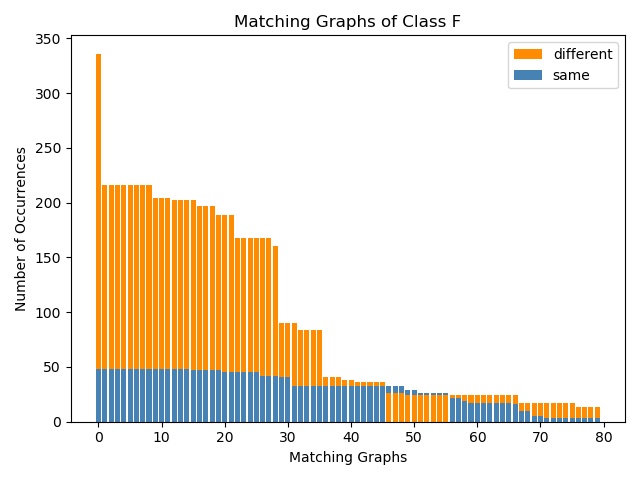 Matching Graphs of Class F
different
same
Number of Occurrences
350
300
250
200
150
100
50
0
0 10 20 30 40 50 60 70 80
Matching Graphs